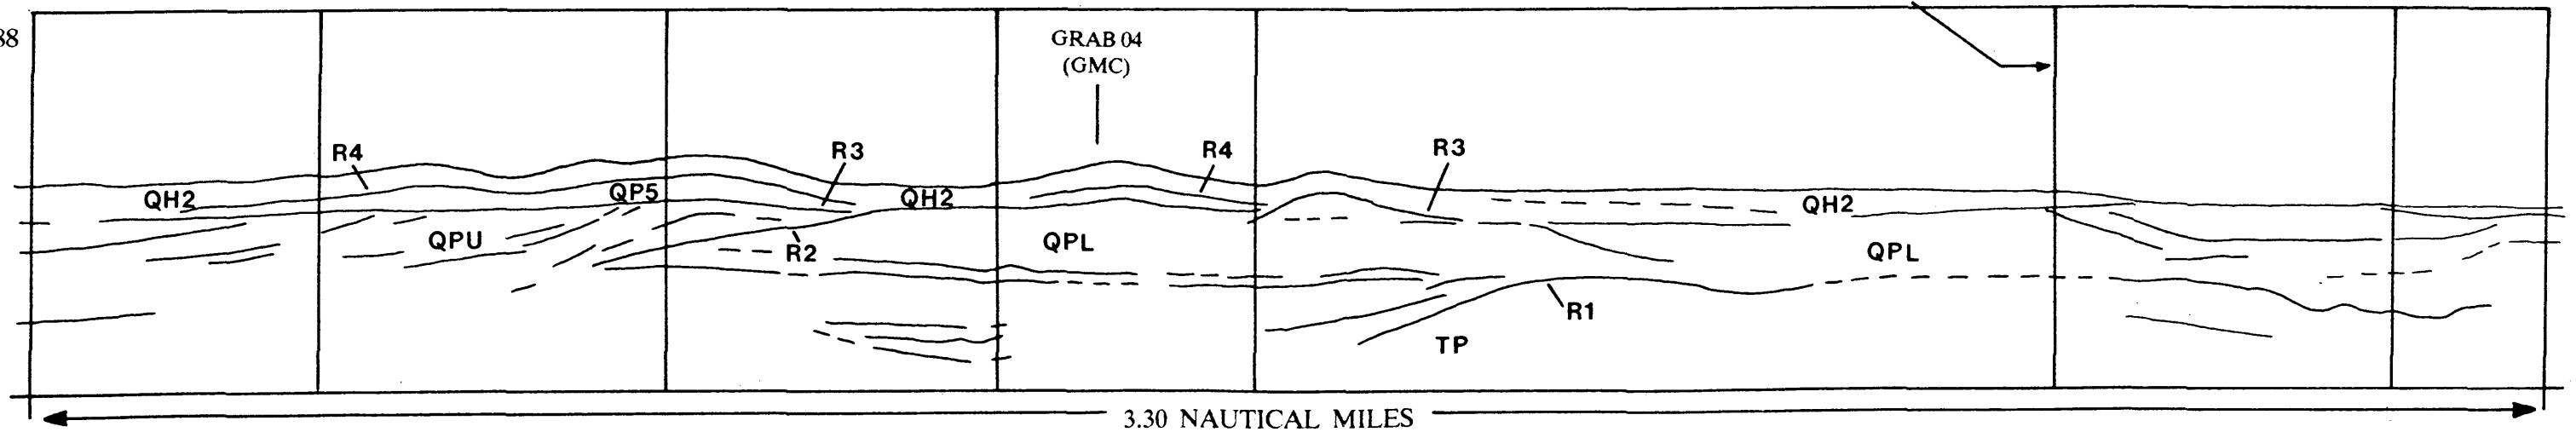 88
GRAB 04
(GMC)
R4
R3
R4
R3
QH2
QP5
QH2
QH2
QPU
R2
QPL
QPL
R1
TP
3.30 NAUTICAL MILES